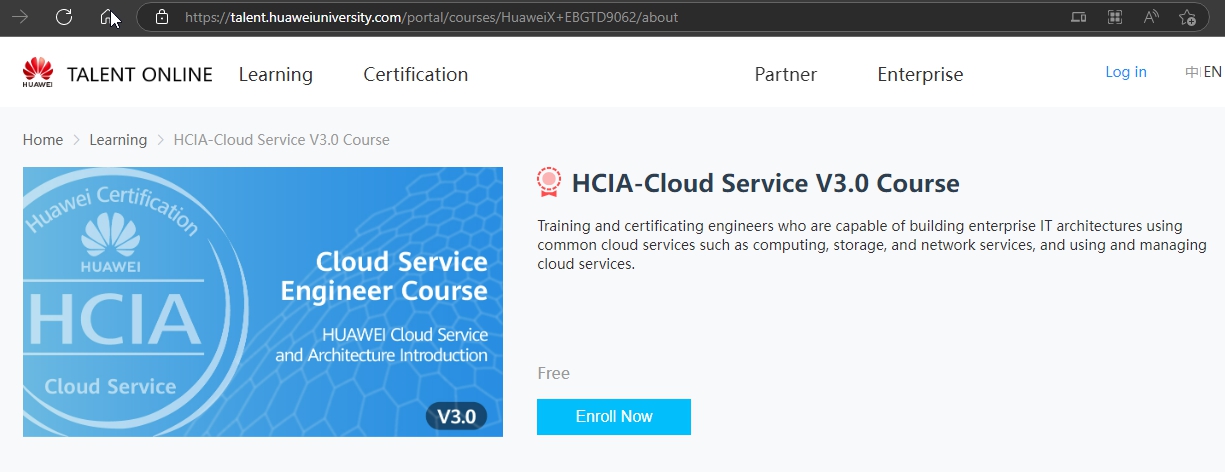 https://talent.huaweiuniversity.com/portal/courses/HuaweiX+EBGTD9062/about
HUAWEI
TALENT ONLINE
Learning
Certification
Partner
Enterprise
Log in
中 EN
Home > Learning > HCIA-Cloud Service V3.0 Course
Huawei Certification
HUAWEI
HCIA
Cloud Service
Cloud Service
Engineer Course
HUAWEI Cloud Service
and Architecture Introduction
V3.0
HCIA-Cloud Service V3.0 Course
Training and certificating engineers who are capable of building enterprise IT architectures using
common cloud services such as computing, storage, and network services, and using and managing
cloud services.
Free
Enroll Now